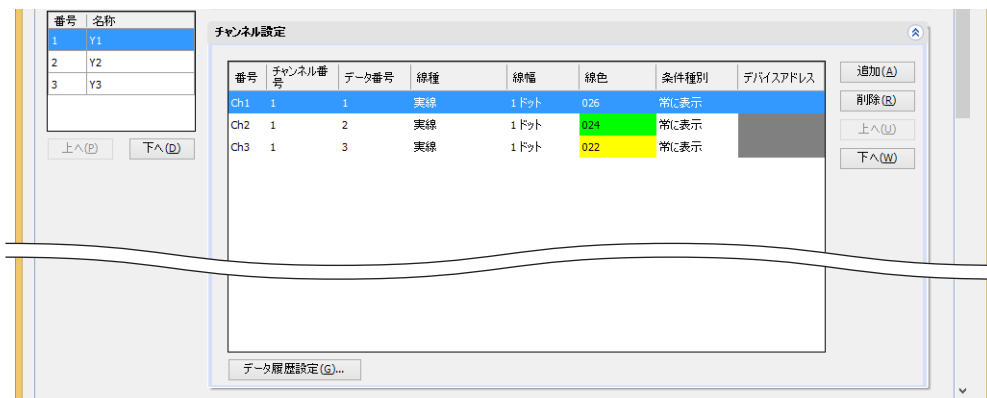 番号 名称
1 Y1
2 Y2
3 Y3
上へ(P) 下へ(D)
チャンネル設定
番号 チャンネル番号 データ番号 線種 線幅 線色 条件種別 デバイスアドレス
Ch1 1 1 実線 1ドット 026 常に表示
Ch2 1 2 実線 1ドット 024 常に表示
Ch3 1 3 実線 1ドット 022 常に表示
追加(A)
削除(R)
上へ(U)
下へ(W)
データ履歴設定(G)...